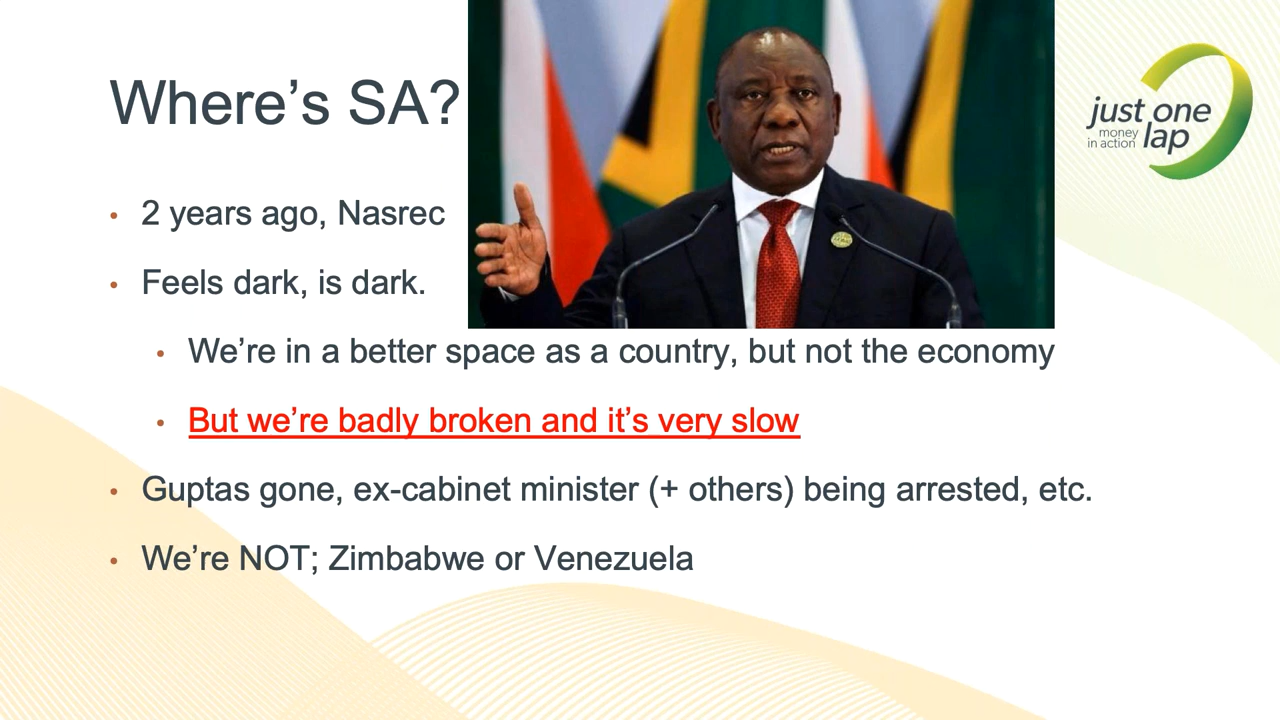 Where's SA?
just one
money
in action lap
• 2 years ago, Nasrec
• Feels dark, is dark.
• We're in a better space as a country, but not the economy
• But we're badly broken and it's very slow
• Guptas gone, ex-cabinet minister (+ others) being arrested, etc.
• We're NOT; Zimbabwe or Venezuela